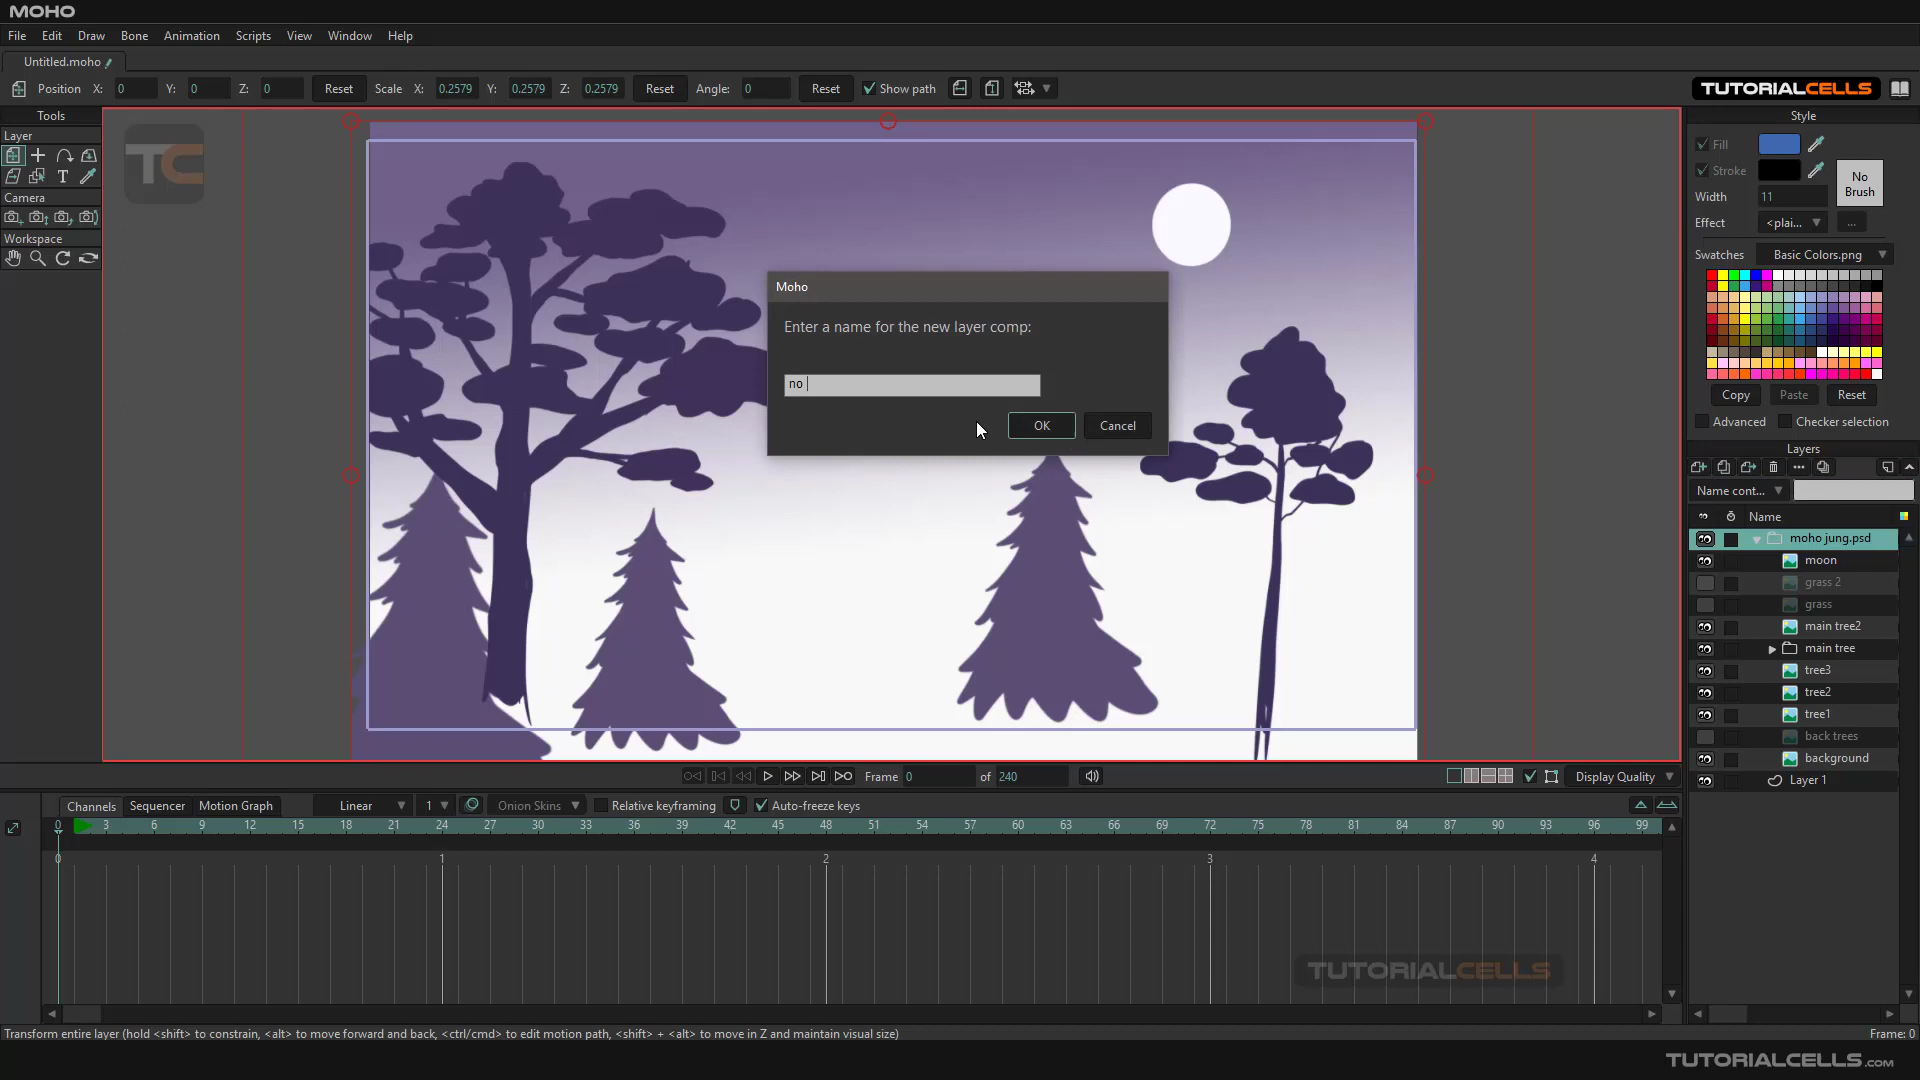 MOHO
File Edit Draw Bone Animation Scripts View Window Help
Untitled.moho
Position X: 0 Y: 0 Z: 0 Reset Scale X: 0.2579 Y: 0.2579 Z: 0.2579 Reset Angle: 0 Reset Show path
TUTORIALCELLS
Tools
Layer
Camera
Workspace
TC
Moho
Enter a name for the new layer comp:
no
OK Cancel
Style
Fill
Stroke
No Brush
Width 11
Effect <plai... ...
Swatches Basic Colors.png
Copy Paste Reset
Advanced Checker selection
Layers
Name cont...
Name
moho jung.psd
moon
grass 2
grass
main tree2
main tree
tree3
tree2
tree1
back trees
background
Layer 1
Frame 0 of 240 Display Quality
Channels Sequencer Motion Graph Linear 1 Onion Skins Relative keyframing Auto-freeze keys
0 3 6 9 12 15 18 21 24 27 30 33 36 39 42 45 48 51 54 57 60 63 66 69 72 75 78 81 84 87 90 93 96 99
0 1 2 3 4
TUTORIALCELLS
Transform entire layer (hold <shift> to constrain, <alt> to move forward and back, <ctrl/cmd> to edit motion path, <shift> + <alt> to move in Z and maintain visual size) Frame: 0
TUTORIALCELLS.COM